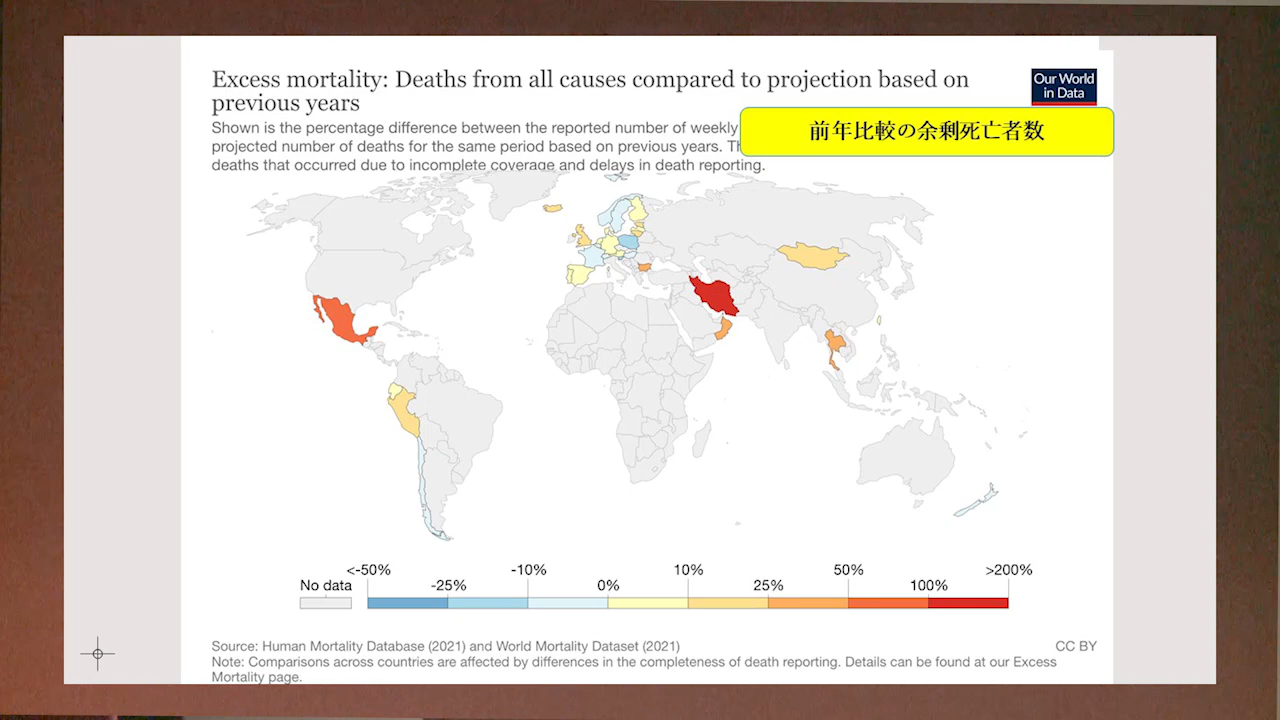 Excess mortality: Deaths from all causes compared to projection based on
previous years
Our World
in Data
Shown is the percentage difference between the reported number of weekly
projected number of deaths for the same period based on previous years.
deaths that occurred due to incomplete coverage and delays in death reporting.
前年比較の余剰死亡者数
No data
<-50%
-25%
-10%
0%
10%
25%
50%
100%
>200%
Source: Human Mortality Database (2021) and World Mortality Dataset (2021)
CC BY
Note: Comparisons across countries are affected by differences in the completeness of death reporting. Details can be found at our Excess
Mortality page.